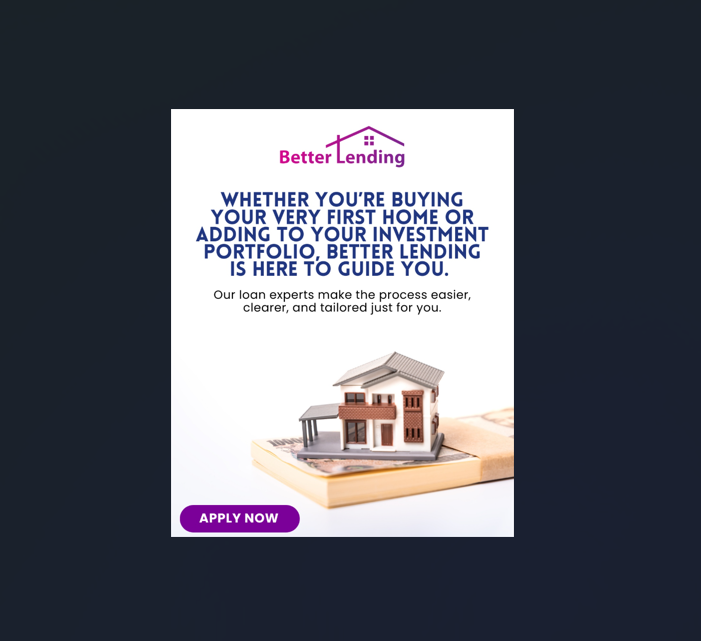 Better Lending
WHETHER YOU'RE BUYING
YOUR VERY FIRST HOME OR
ADDING TO YOUR INVESTMENT
PORTFOLIO, BETTER LENDING
IS HERE TO GUIDE YOU.
Our loan experts make the process easier,
clearer, and tailored just for you.
APPLY NOW